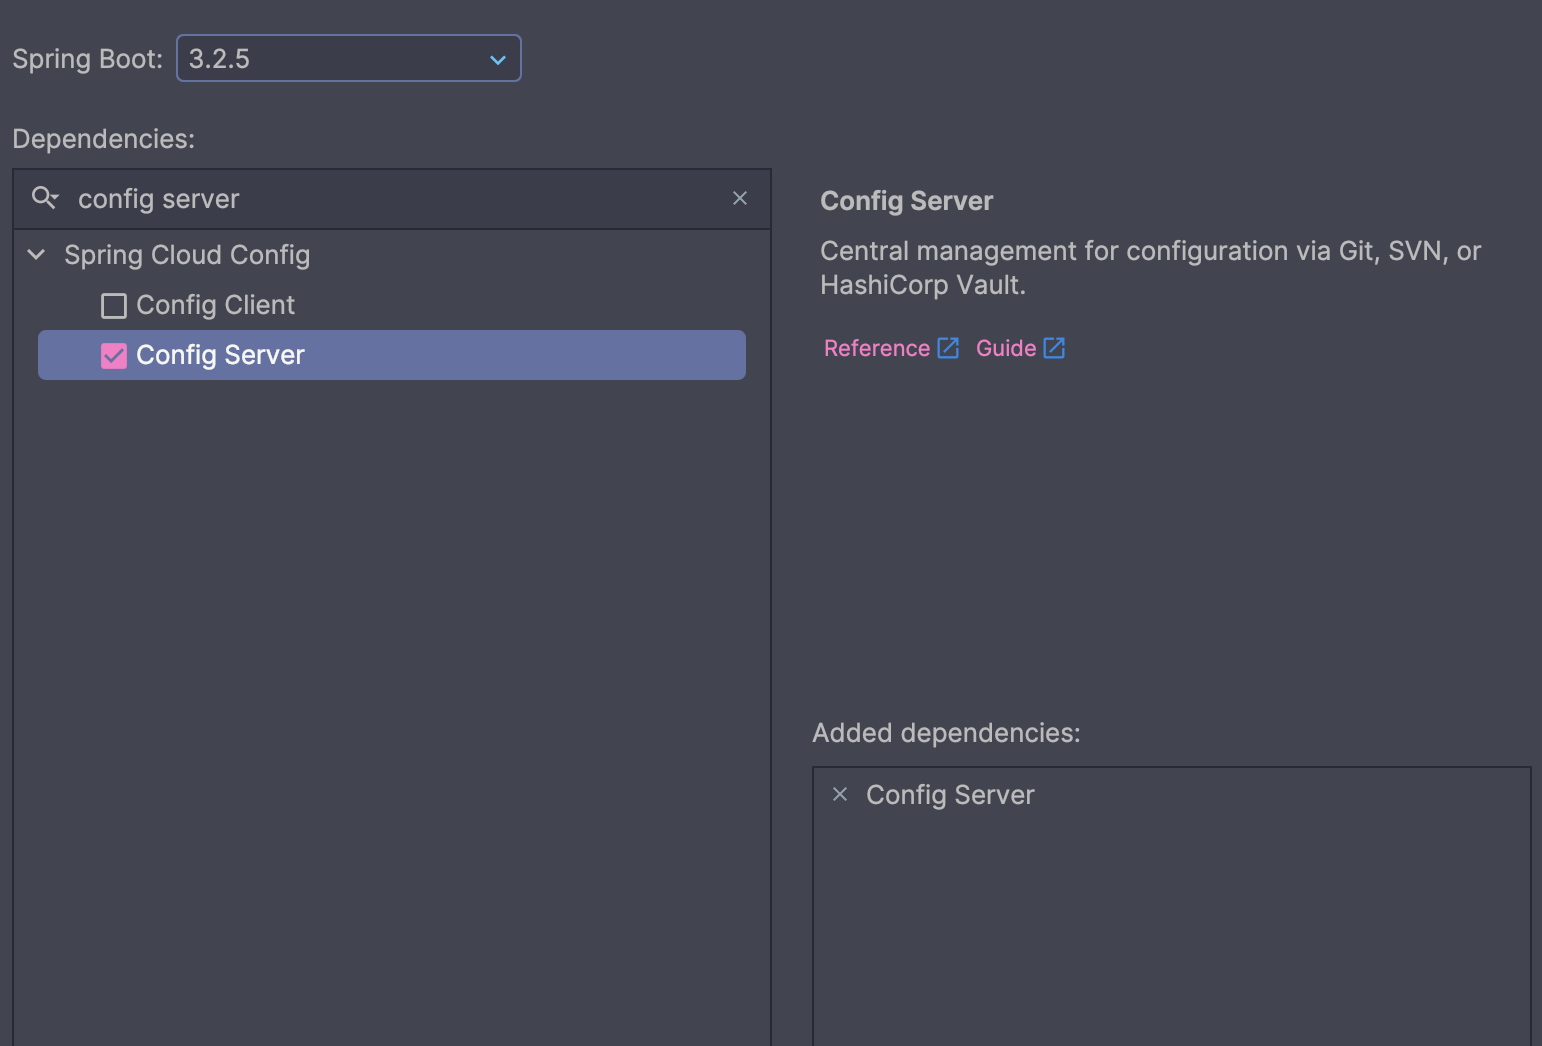 Spring Boot: 3.2.5
Dependencies:
config server
Spring Cloud Config
Config Client
Config Server
Config Server
Central management for configuration via Git, SVN, or
HashiCorp Vault.
Reference Guide
Added dependencies:
Config Server